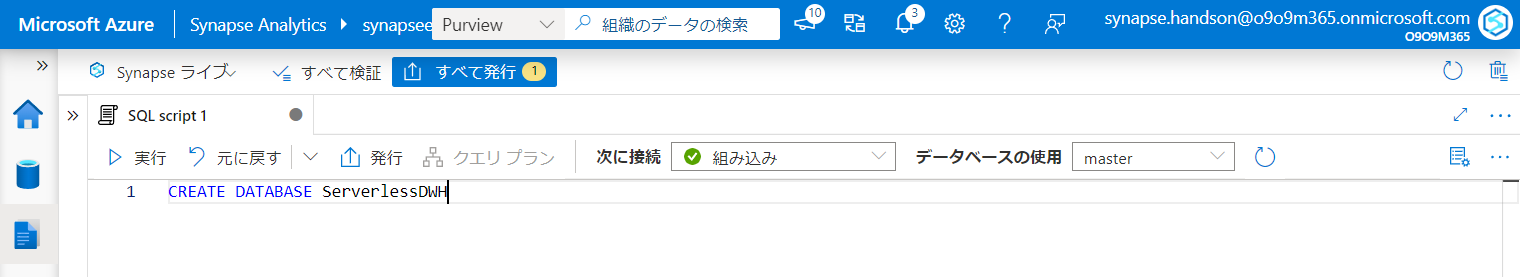 Microsoft Azure | Synapse Analytics synapsee Purview 組織のデータの検索 10 3 synapse.handson@o9o9m365.onmicrosoft.com
O9O9M365
Synapse ライブ すべて検証 すべて発行 1
SQL script 1
実行 元に戻す 発行 クエリ プラン 次に接続 組み込み データベースの使用 master
1 CREATE DATABASE ServerlessDWH